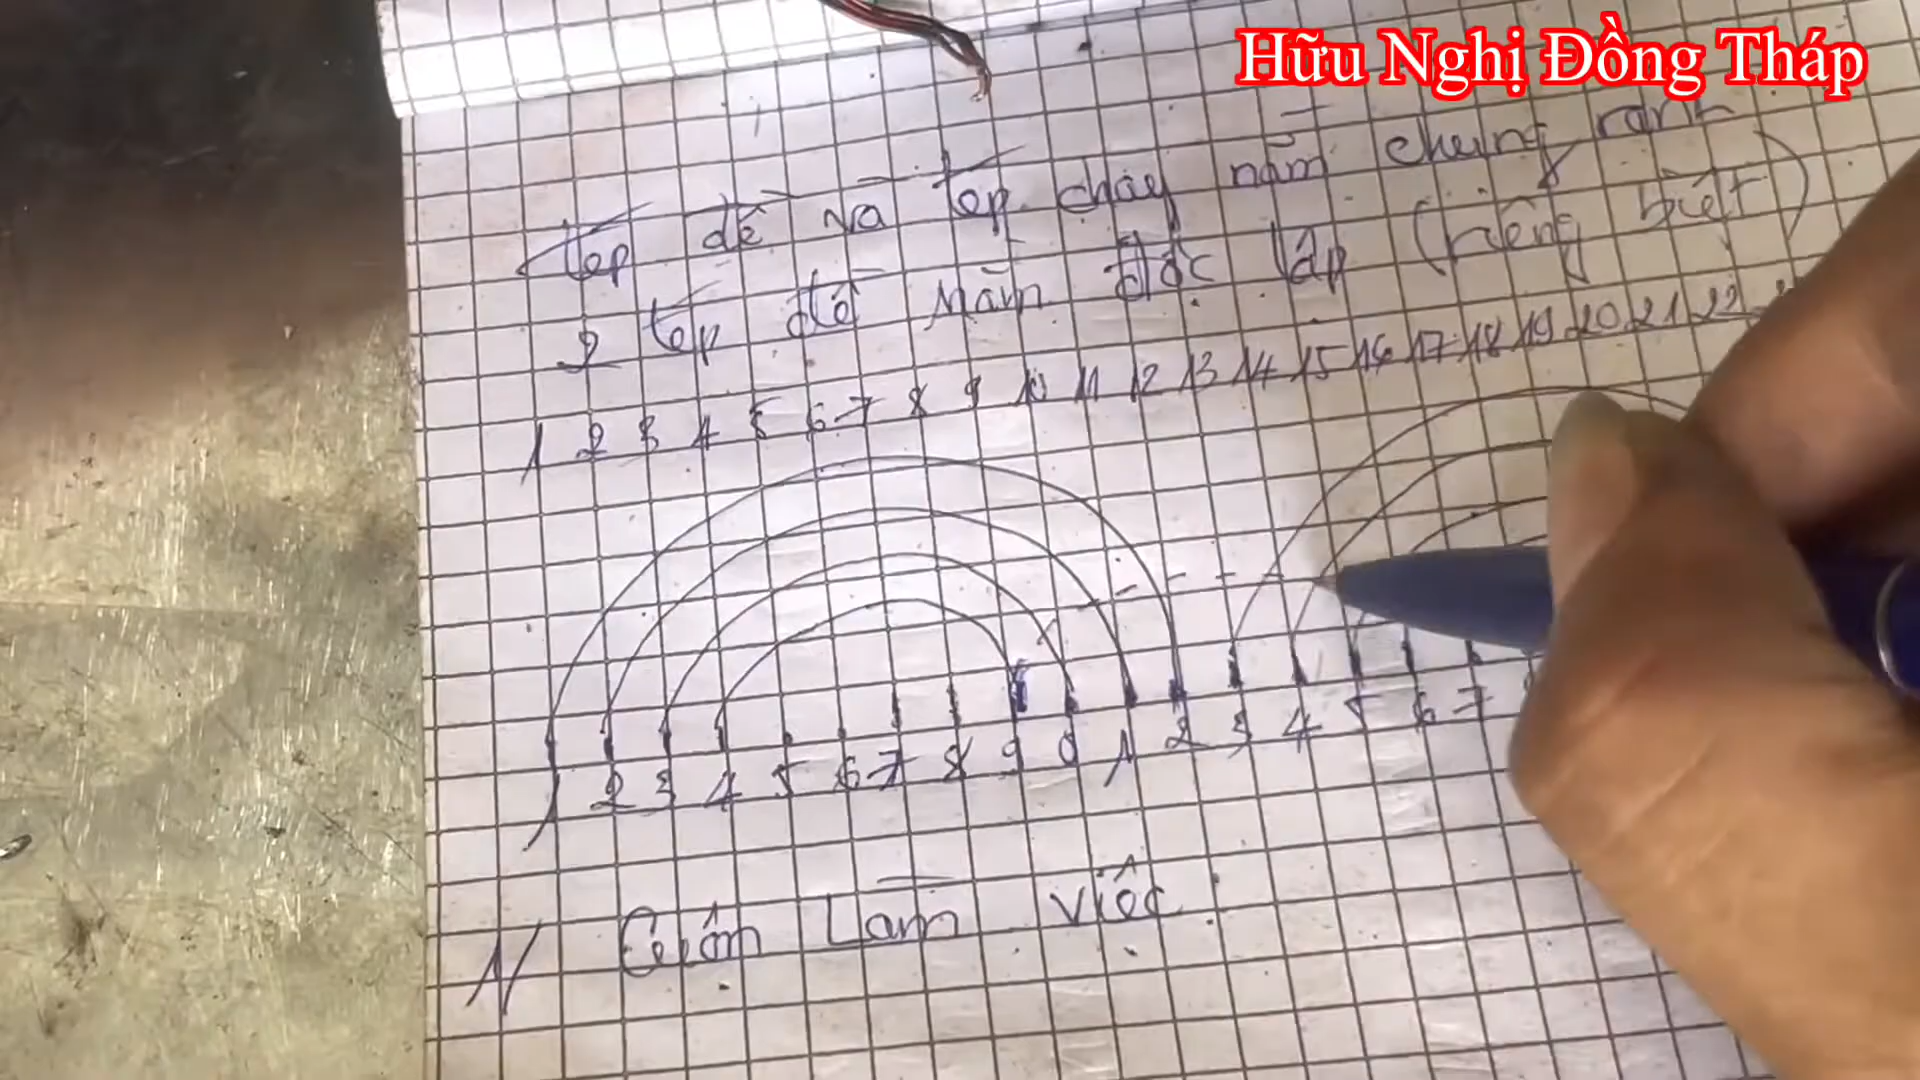 Hữu Nghị Đồng Tháp
tép đề và tép chạy nằm chung rãnh
2 tép đề nằm độc lập (riêng biệt)
1 2 3 4 5 6 7 8 9 10 11 12 13 14 15 16 17 18 19 20 21 22
1 2 3 4 5 6 7 8 9 0 1 2 3 4 5 6 7
1/ Cuộn Làm việc